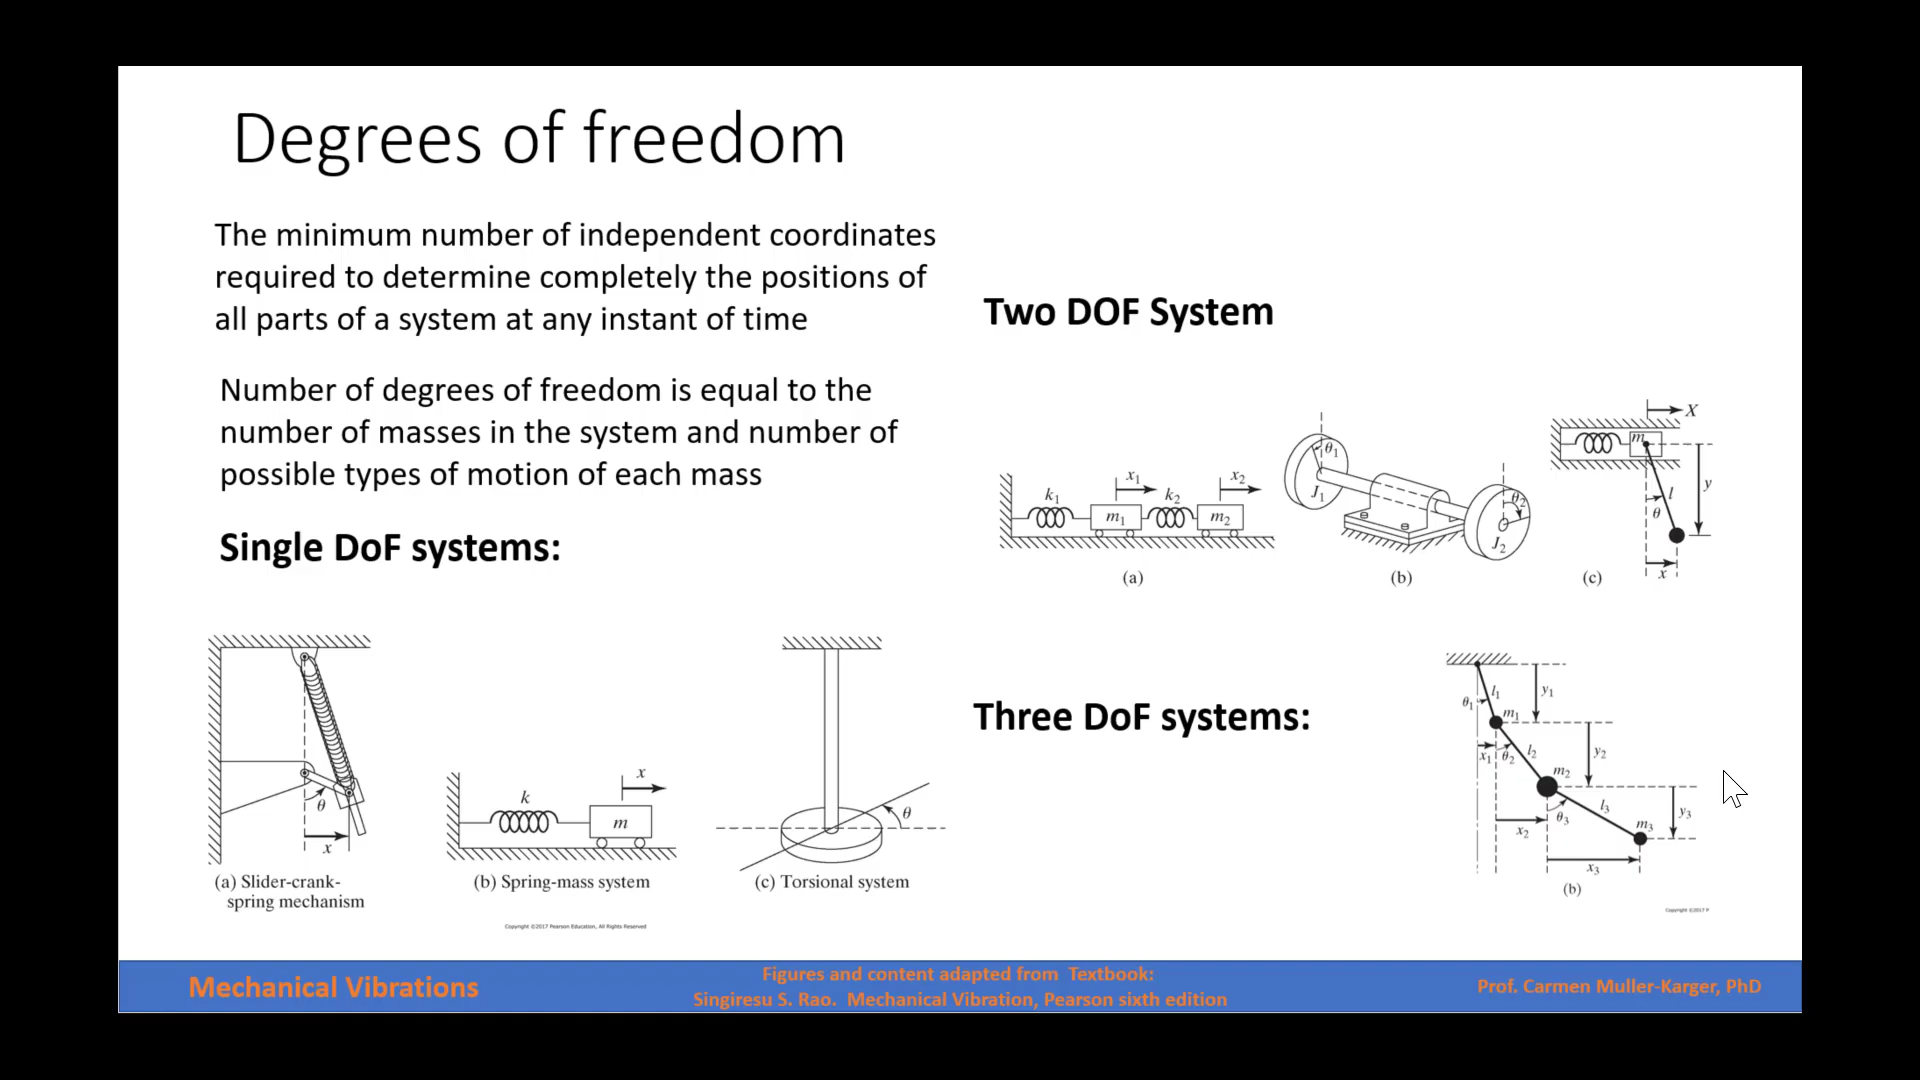 Degrees of freedom
The minimum number of independent coordinates
required to determine completely the positions of
all parts of a system at any instant of time
Number of degrees of freedom is equal to the
number of masses in the system and number of
possible types of motion of each mass
Single DoF systems:
θ
x
(a) Slider-crank-
spring mechanism
k
m
x
(b) Spring-mass system
θ
(c) Torsional system
Copyright ©2017 Pearson Education, All Rights Reserved
Two DOF System
k₁
m₁
x₁
k₂
m₂
x₂
(a)
θ₁
J₁
θ₂
J₂
(b)
X
m
y
l
θ
x
(c)
Three DoF systems:
θ₁
l₁
y₁
m₁
x₁
θ₂
l₂
y₂
m₂
x₂
θ₃
l₃
y₃
m₃
x₃
(b)
Copyright ©2017 P
Mechanical Vibrations
Figures and content adapted from Textbook:
Singiresu S. Rao. Mechanical Vibration, Pearson sixth edition
Prof. Carmen Muller-Karger, PhD